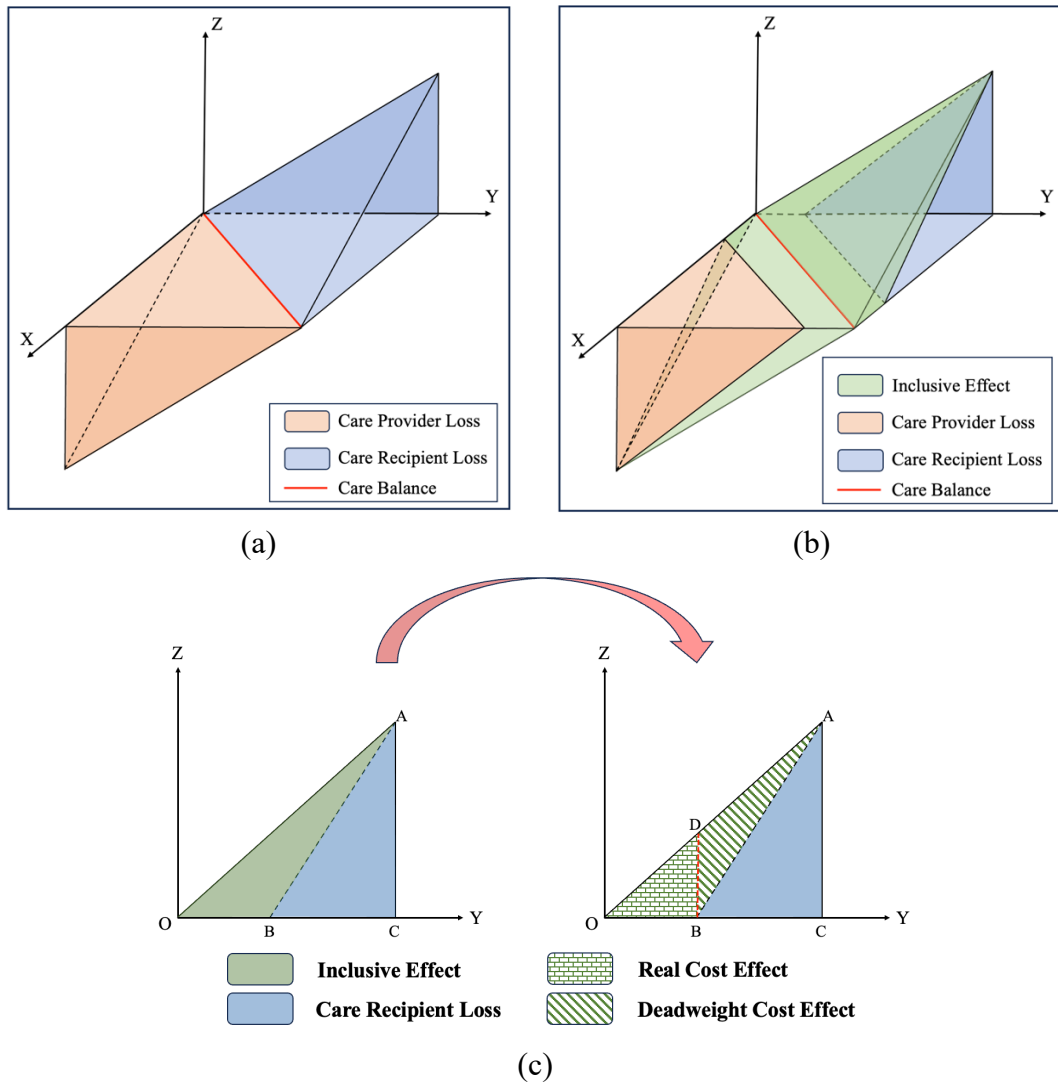 Z
Y
X
Care Provider Loss
Care Recipient Loss
Care Balance
(a)
Z
Y
X
Inclusive Effect
Care Provider Loss
Care Recipient Loss
Care Balance
(b)
Z
A
O
B
C
Y
Z
A
D
O
B
C
Y
Inclusive Effect
Real Cost Effect
Care Recipient Loss
Deadweight Cost Effect
(c)